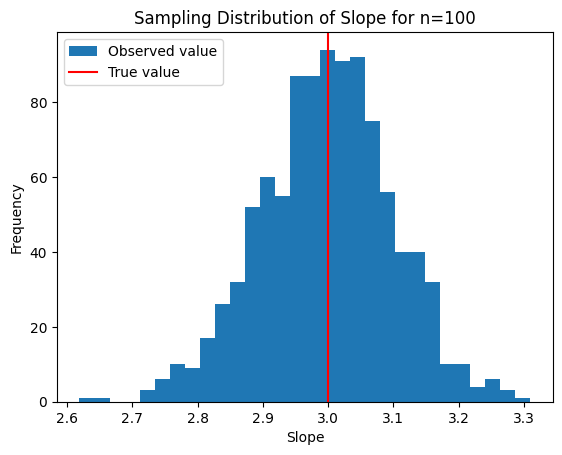 Sampling Distribution of Slope for n=100
Observed value
True value
Frequency
80
60
40
20
0
2.6 2.7 2.8 2.9 3.0 3.1 3.2 3.3
Slope